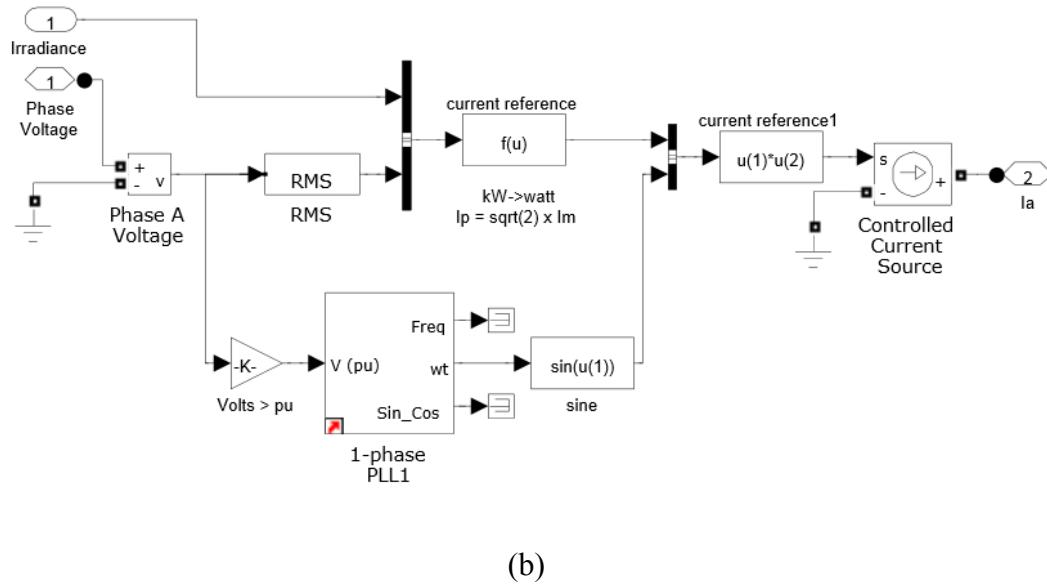 1
Irradiance
1
Phase
Voltage
+
-
v
Phase A
Voltage
RMS
RMS
current reference
f(u)
kW->watt
Ip = sqrt(2) x Im
current reference1
u(1)*u(2)
s
-
+
Controlled
Current
Source
2
Ia
-K-
Volts > pu
V (pu)
Freq
wt
Sin_Cos
1-phase
PLL1
sin(u(1))
sine
(b)